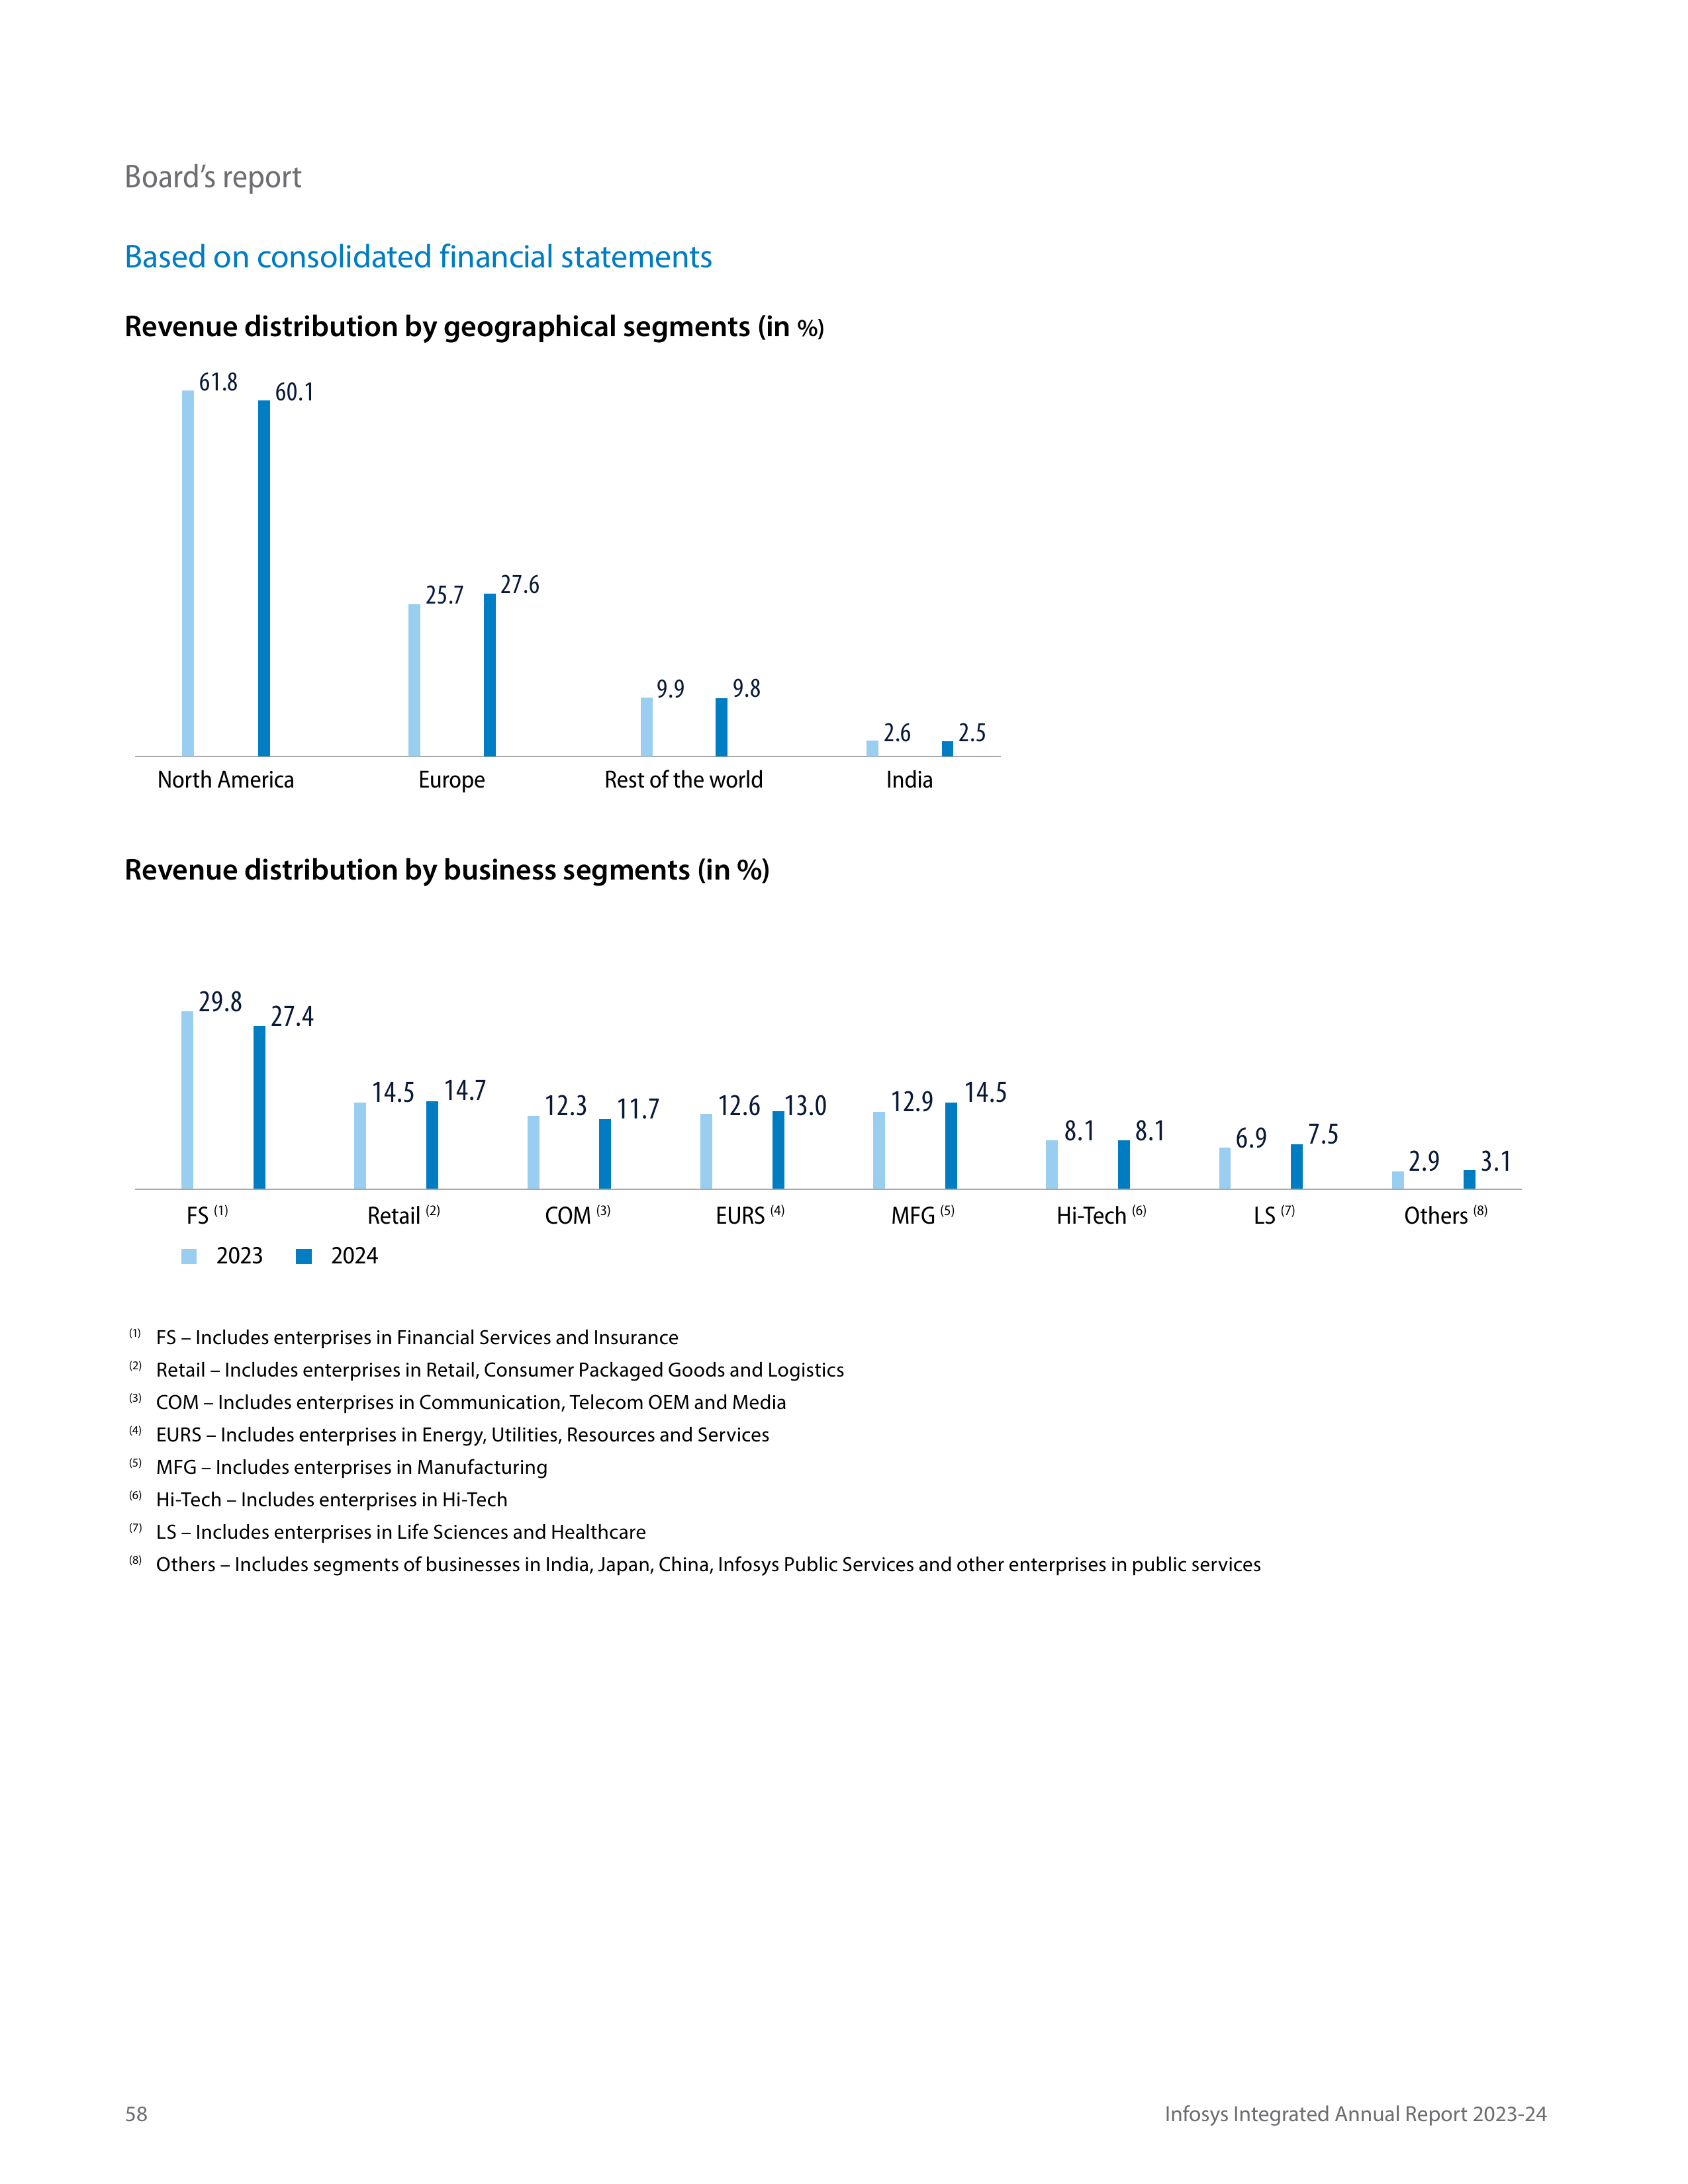 Board’s report
Based on consolidated financial statements
Revenue distribution by geographical segments (in %)
61.8 60.1
25.7 27.6
9.9 9.8
2.6 2.5
North America Europe Rest of the world India
Revenue distribution by business segments (in %)
29.8 27.4
14.5 14.7
12.3 11.7
12.6 13.0
12.9 14.5
8.1 8.1
6.9 7.5
2.9 3.1
FS (1) Retail (2) COM (3) EURS (4) MFG (5) Hi-Tech (6) LS (7) Others (8)
2023 2024
(1) FS – Includes enterprises in Financial Services and Insurance
(2) Retail – Includes enterprises in Retail, Consumer Packaged Goods and Logistics
(3) COM – Includes enterprises in Communication, Telecom OEM and Media
(4) EURS – Includes enterprises in Energy, Utilities, Resources and Services
(5) MFG – Includes enterprises in Manufacturing
(6) Hi-Tech – Includes enterprises in Hi-Tech
(7) LS – Includes enterprises in Life Sciences and Healthcare
(8) Others – Includes segments of businesses in India, Japan, China, Infosys Public Services and other enterprises in public services
58 Infosys Integrated Annual Report 2023-24